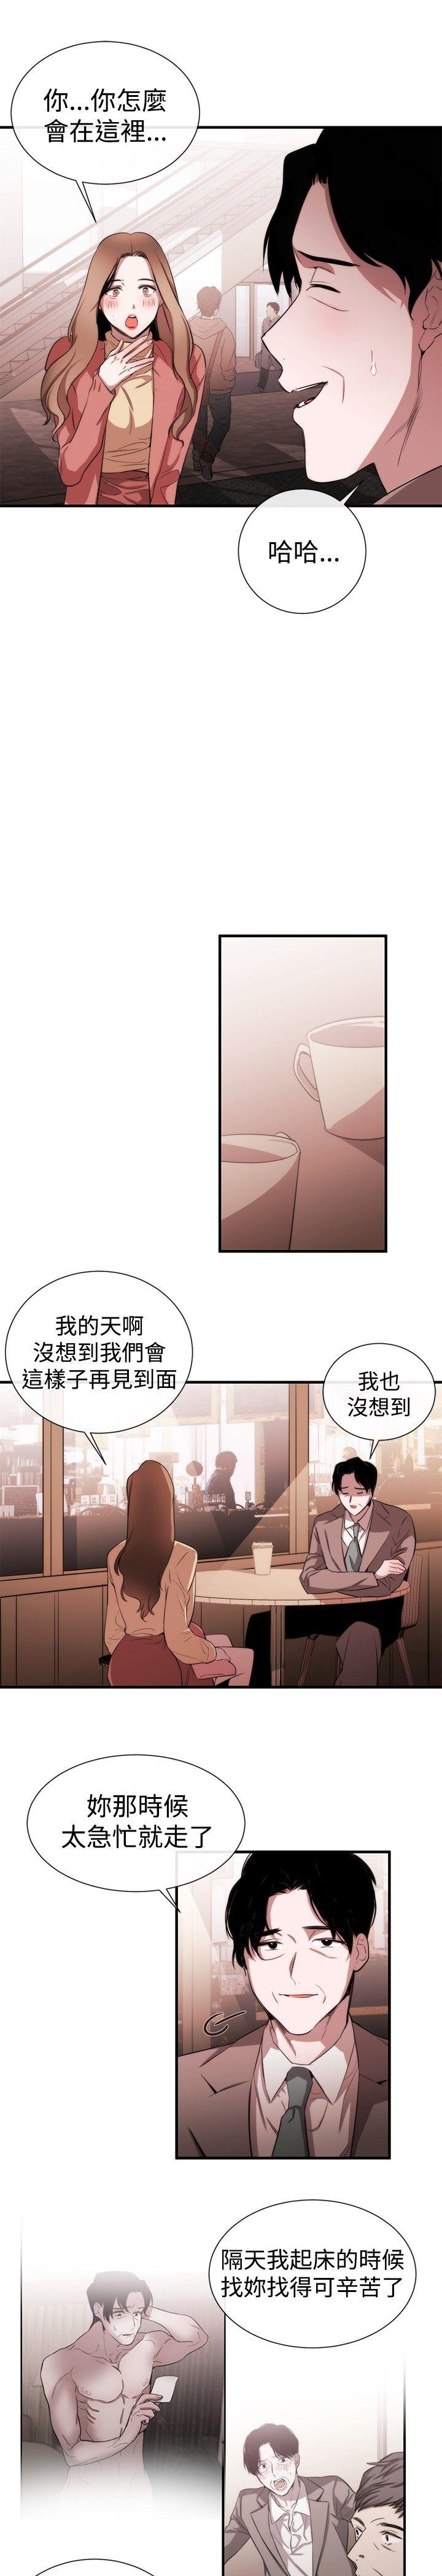 你...你怎麼
會在這裡...
哈哈...
我的天啊
沒想到我們會
這樣子再見到面
我也
沒想到
妳那時候
太急忙就走了
隔天我起床的時候
找妳找得可辛苦了